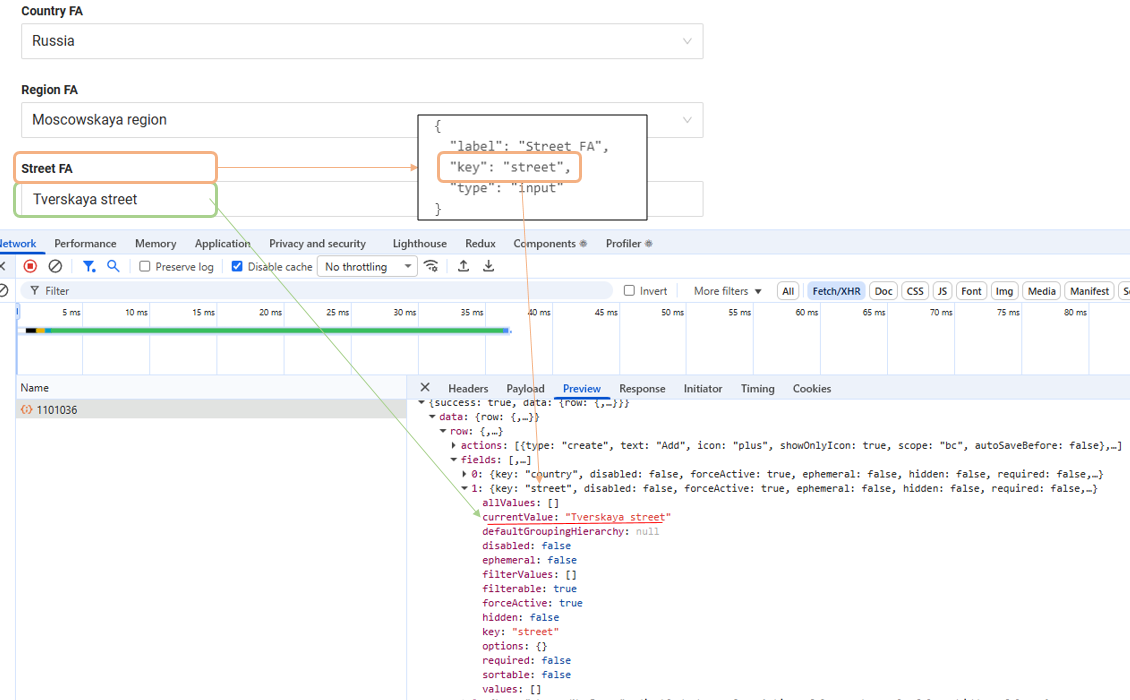 Country FA
Russia
Region FA
Moscowskaya region
{
"label": "Street FA",
Street FA
"key": "street",
"type": "input"
Tverskaya street
}
Network Performance Memory Application Privacy and security Lighthouse Redux Components Profiler
Preserve log Disable cache No throttling
Filter Invert More filters All Fetch/XHR Doc CSS JS Font Img Media Manifest
5 ms 10 ms 15 ms 20 ms 25 ms 30 ms 35 ms 40 ms 45 ms 50 ms 55 ms 60 ms 65 ms 70 ms 75 ms 80 ms
Name Headers Payload Preview Response Initiator Timing Cookies
{success: true, data: {row: {,…}}}
1101036
data: {row: {,…}}
row: {,…}
actions: [{type: "create", text: "Add", icon: "plus", showOnlyIcon: true, scope: "bc", autoSaveBefore: false},…]
fields: [,…]
0: {key: "country", disabled: false, forceActive: true, ephemeral: false, hidden: false, required: false,…}
1: {key: "street", disabled: false, forceActive: true, ephemeral: false, hidden: false, required: false,…}
allValues: []
currentValue: "Tverskaya street"
defaultGroupingHierarchy: null
disabled: false
ephemeral: false
filterValues: []
filterable: true
forceActive: true
hidden: false
key: "street"
options: {}
required: false
sortable: false
values: []